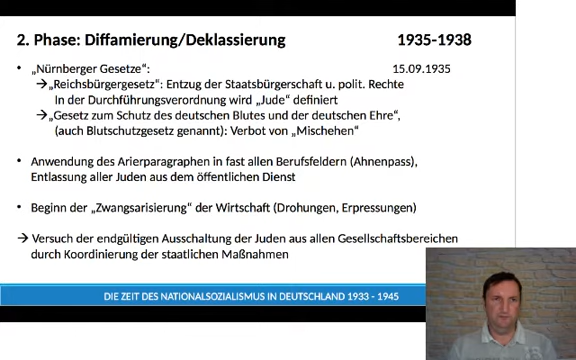 2. Phase: Diffamierung/Deklassierung 1935-1938
• „Nürnberger Gesetze“: 15.09.1935
→„Reichsbürgergesetz“: Entzug der Staatsbürgerschaft u. polit. Rechte
In der Durchführungsverordnung wird „Jude“ definiert
→„Gesetz zum Schutz des deutschen Blutes und der deutschen Ehre“,
(auch Blutschutzgesetz genannt): Verbot von „Mischehen“
• Anwendung des Arierparagraphen in fast allen Berufsfeldern (Ahnenpass),
Entlassung aller Juden aus dem öffentlichen Dienst
• Beginn der „Zwangsarisierung“ der Wirtschaft (Drohungen, Erpressungen)
→ Versuch der endgültigen Ausschaltung der Juden aus allen Gesellschaftsbereichen
durch Koordinierung der staatlichen Maßnahmen
DIE ZEIT DES NATIONALSOZIALISMUS IN DEUTSCHLAND 1933 - 1945